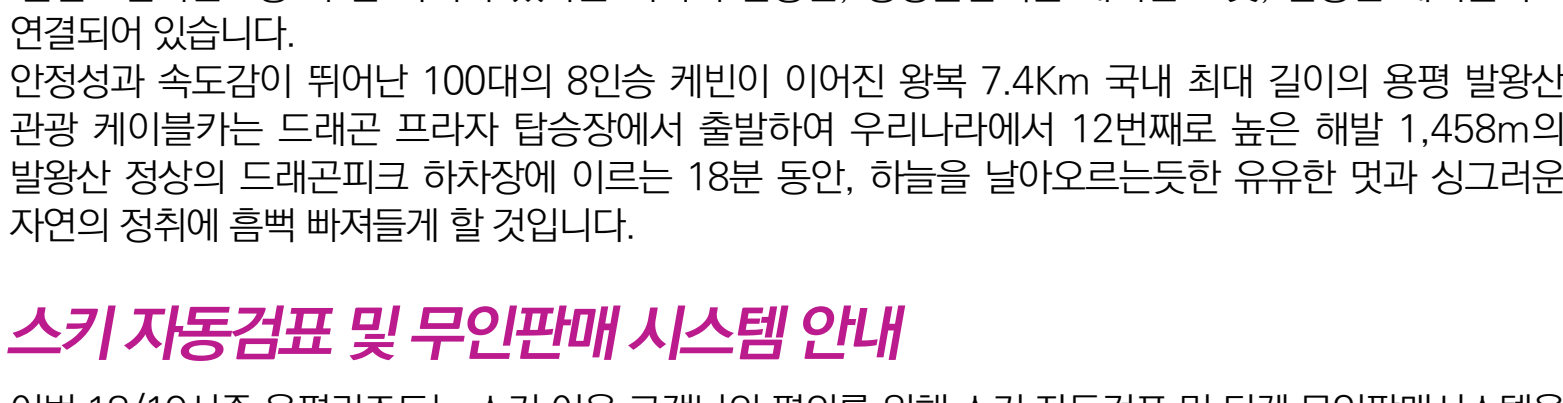 연결되어 있습니다.
안정성과 속도감이 뛰어난 100대의 8인승 케빈이 이어진 왕복 7.4Km 국내 최대 길이의 용평 발왕산
관광 케이블카는 드래곤 프라자 탑승장에서 출발하여 우리나라에서 12번째로 높은 해발 1,458m의
발왕산 정상의 드래곤피크 하차장에 이르는 18분 동안, 하늘을 날아오르는듯한 유유한 멋과 싱그러운
자연의 정취에 흠뻑 빠져들게 할 것입니다.
스키 자동검표 및 무인판매 시스템 안내